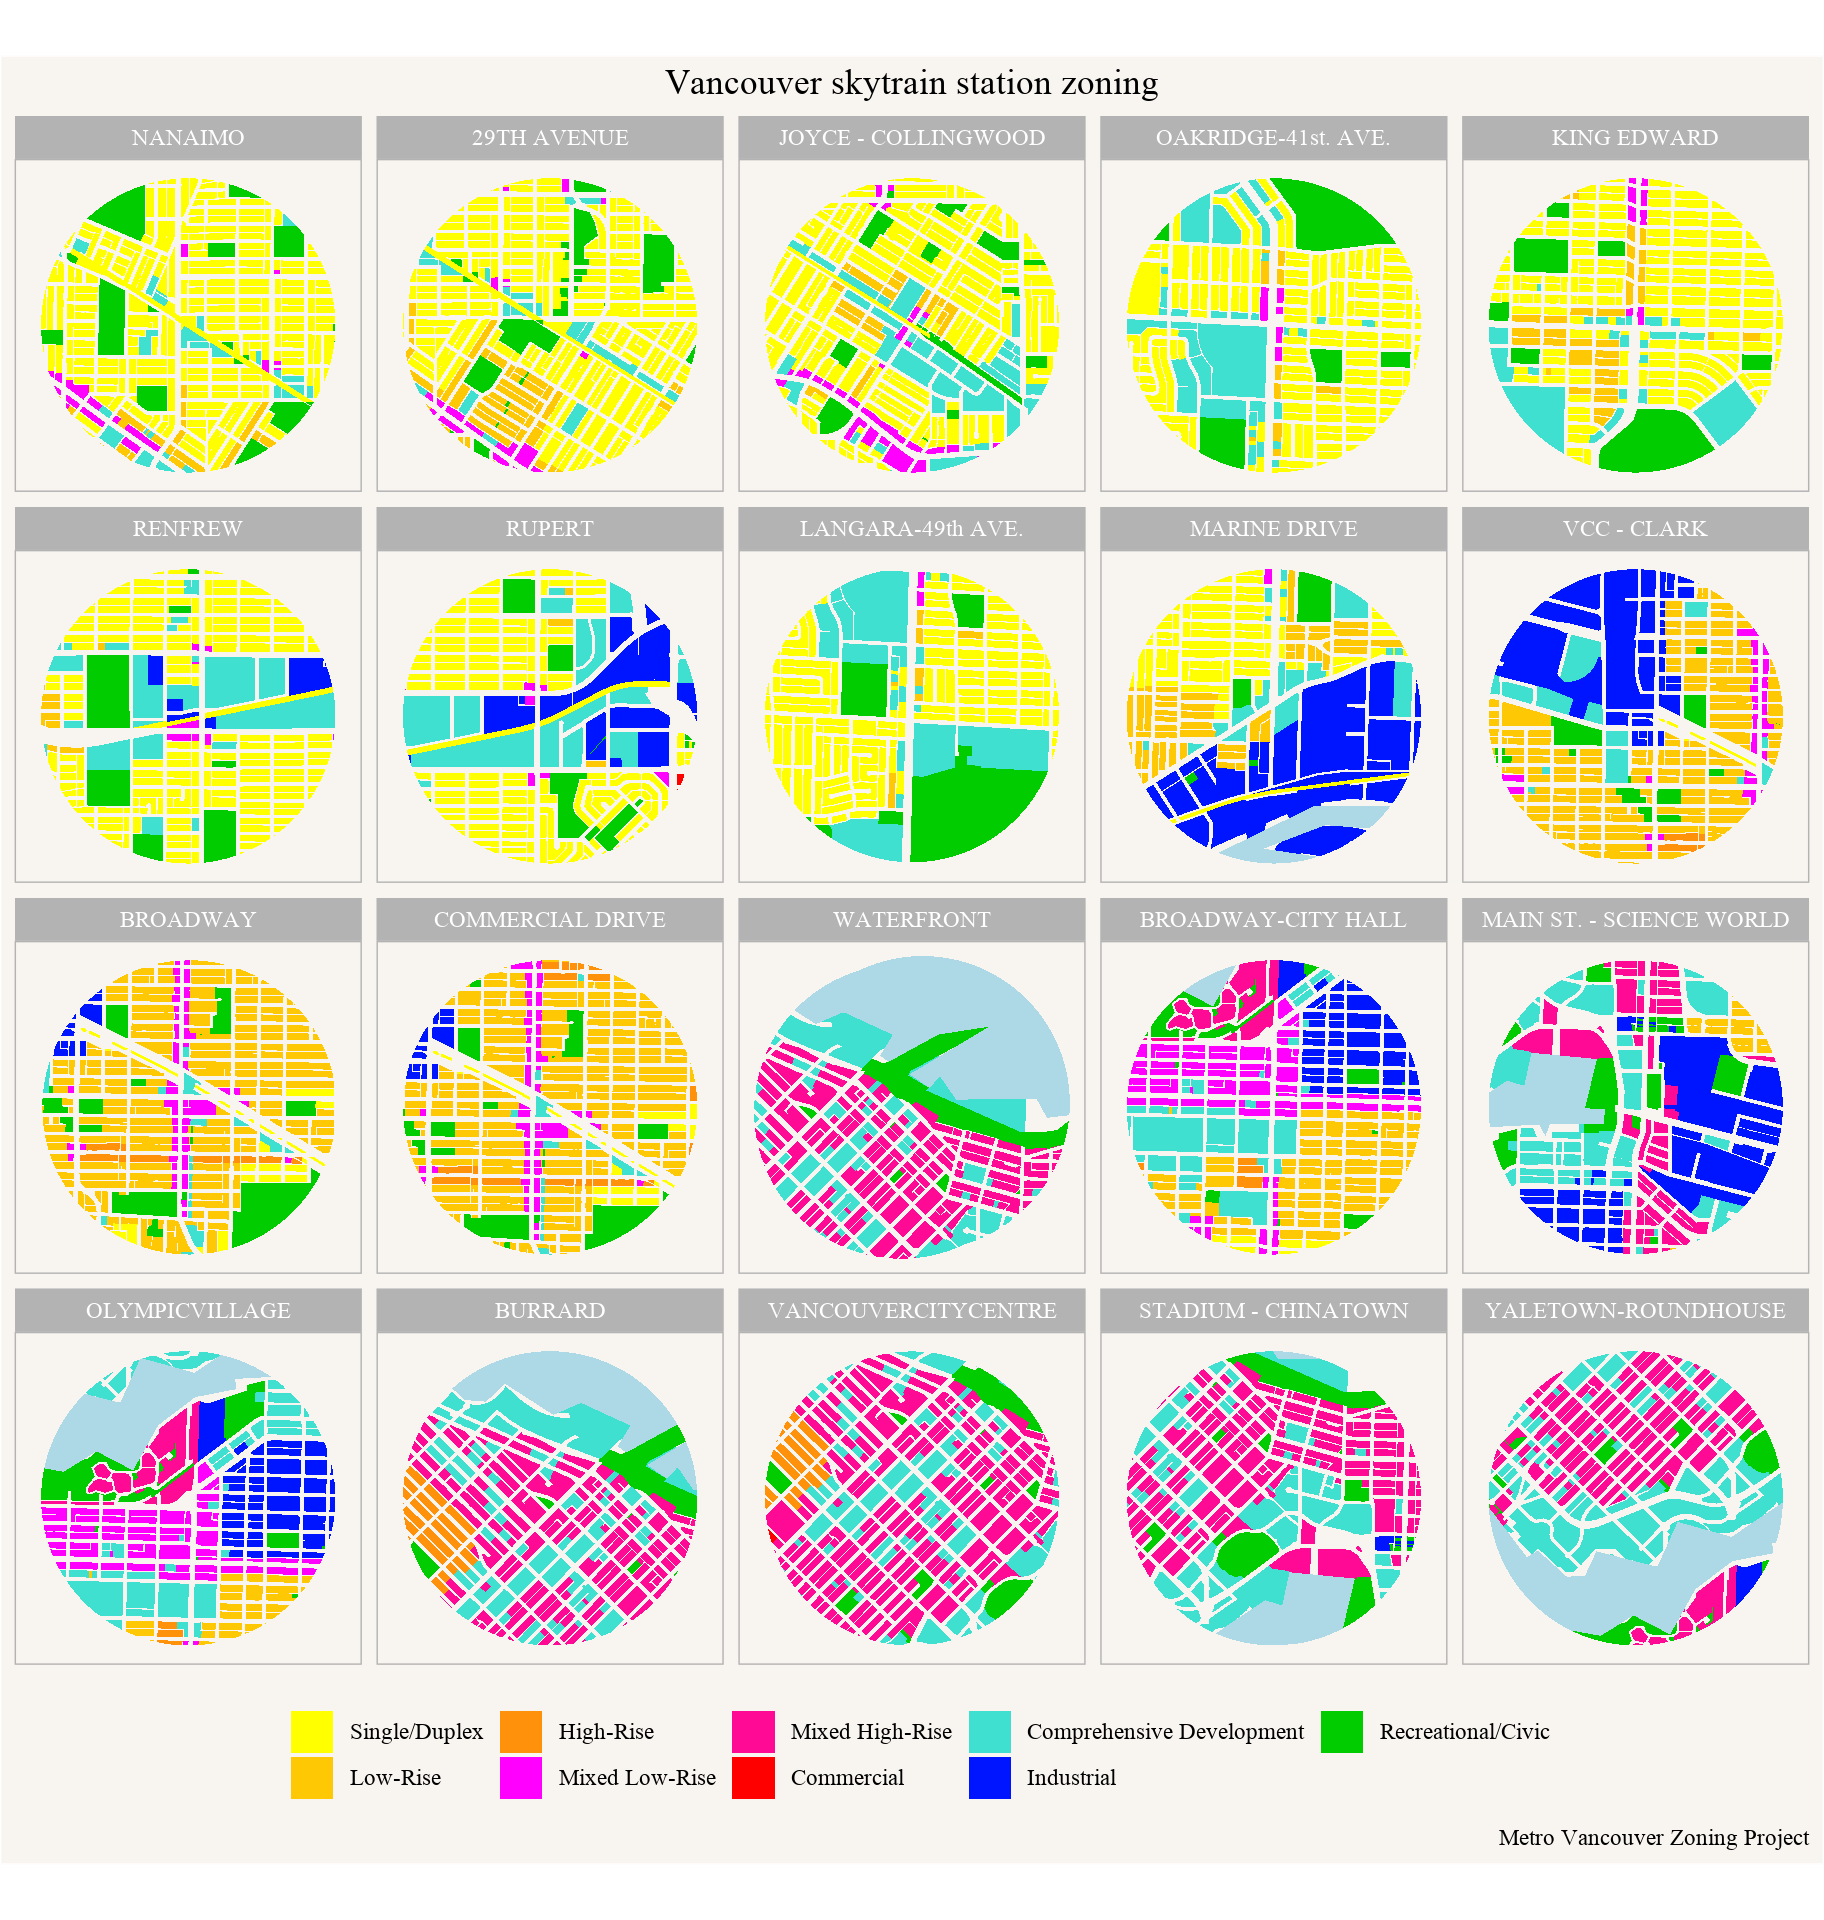 Vancouver skytrain station zoning
NANAIMO
29TH AVENUE
JOYCE - COLLINGWOOD
OAKRIDGE-41st. AVE.
KING EDWARD
RENFREW
RUPERT
LANGARA-49th AVE.
MARINE DRIVE
VCC - CLARK
BROADWAY
COMMERCIAL DRIVE
WATERFRONT
BROADWAY-CITY HALL
MAIN ST. - SCIENCE WORLD
OLYMPICVILLAGE
BURRARD
VANCOUVERCITYCENTRE
STADIUM - CHINATOWN
YALETOWN-ROUNDHOUSE
Single/Duplex
High-Rise
Mixed High-Rise
Comprehensive Development
Recreational/Civic
Low-Rise
Mixed Low-Rise
Commercial
Industrial
Metro Vancouver Zoning Project